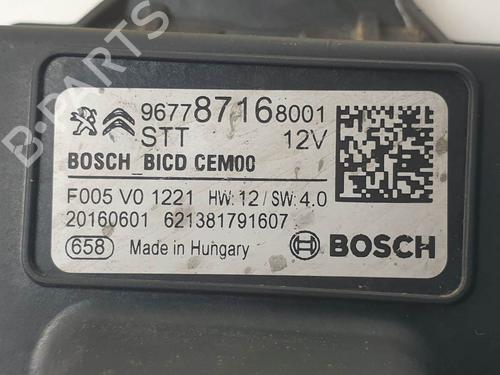 96778716 8001
STT 12V
BOSCH_BICD CEM00
F005 V0 1221 HW: 12 / SW: 4.0
20160601 621381791607
658 Made in Hungary BOSCH
B-PARTS